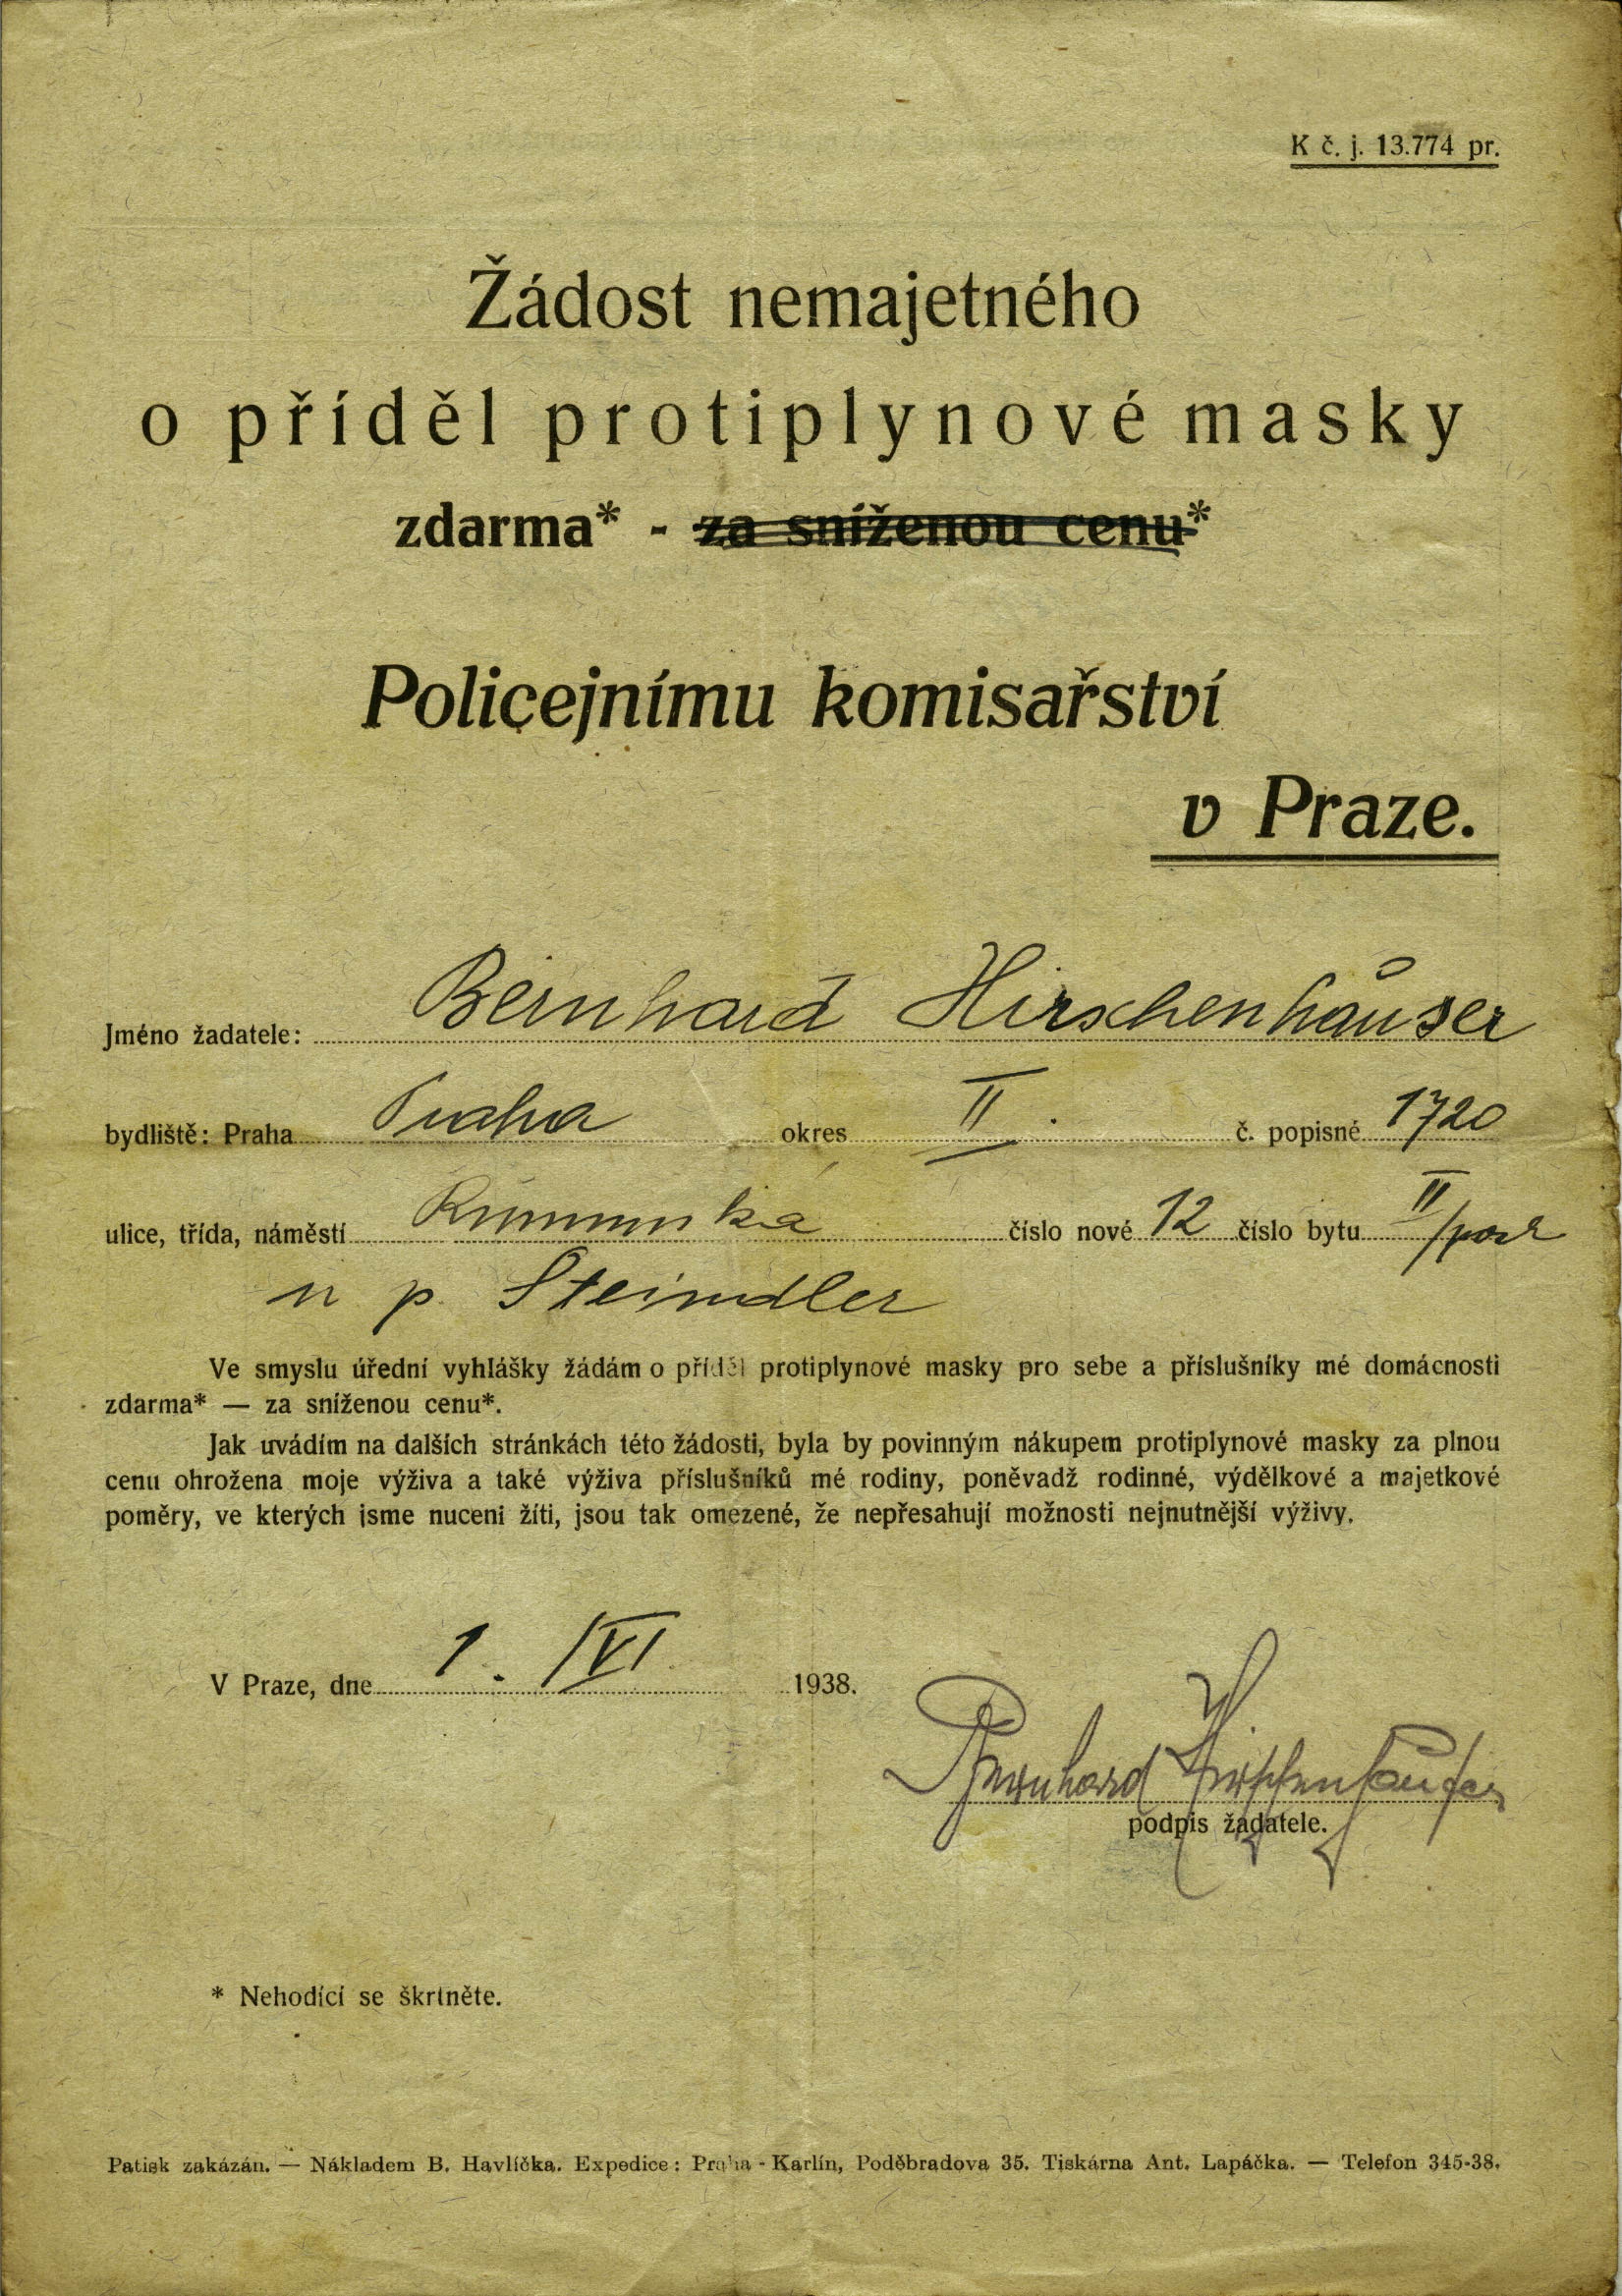 K č. j. 13.774 pr.
Žádost nemajetného
o příděl protiplynové masky
zdarma* - za sníženou cenu*
Policejnímu komisařství
v Praze.
Jméno žadatele: Bernhard Hirschenhauser
bydliště: Praha Praha okres II. č. popisné 1720
ulice, třída, náměstí Rumunská číslo nové 12 číslo bytu II/
u p. Steindler
Ve smyslu úřední vyhlášky žádám o příděl protiplynové masky pro sebe a příslušníky mé domácnosti
zdarma* — za sníženou cenu*.
Jak uvádím na dalších stránkách této žádosti, byla by povinným nákupem protiplynové masky za plnou
cenu ohrožena moje výživa a také výživa příslušníků mé rodiny, poněvadž rodinné, výdělkové a majetkové
poměry, ve kterých jsme nuceni žíti, jsou tak omezené, že nepřesahují možnosti nejnutnější výživy.
V Praze, dne 1. /VI 1938.
Bernhard Hirschenhauser
podpis žadatele.
* Nehodící se škrtněte.
Patisk zakázán. — Nákladem B. Havlíčka. Expedice: Praha - Karlín, Poděbradova 35. Tiskárna Ant. Lapáčka. — Telefon 345-38.